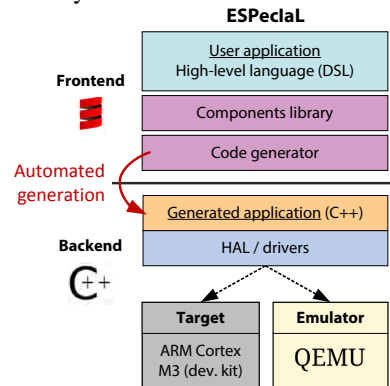 ESPeciaL
User application
High-level language (DSL)
Frontend
Components library
Code generator
Automated
generation
Generated application (C++)
Backend
HAL / drivers
C++
Target
Emulator
ARM Cortex
M3 (dev. kit)
QEMU